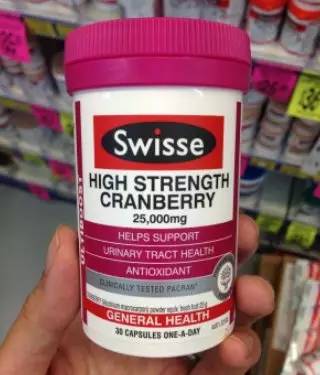 Swisse
HIGH STRENGTH
CRANBERRY
25,000mg
HELPS SUPPORT
URINARY TRACT HEALTH
ANTIOXIDANT
CLINICALLY TESTED PACRAN
GENERAL HEALTH
30 CAPSULES ONE-A-DAY
ULTIBOOST